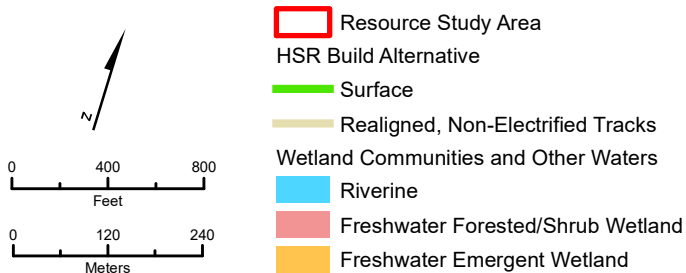 N
0 400 800
Feet
0 120 240
Meters
Resource Study Area
HSR Build Alternative
Surface
Realigned, Non-Electrified Tracks
Wetland Communities and Other Waters
Riverine
Freshwater Forested/Shrub Wetland
Freshwater Emergent Wetland